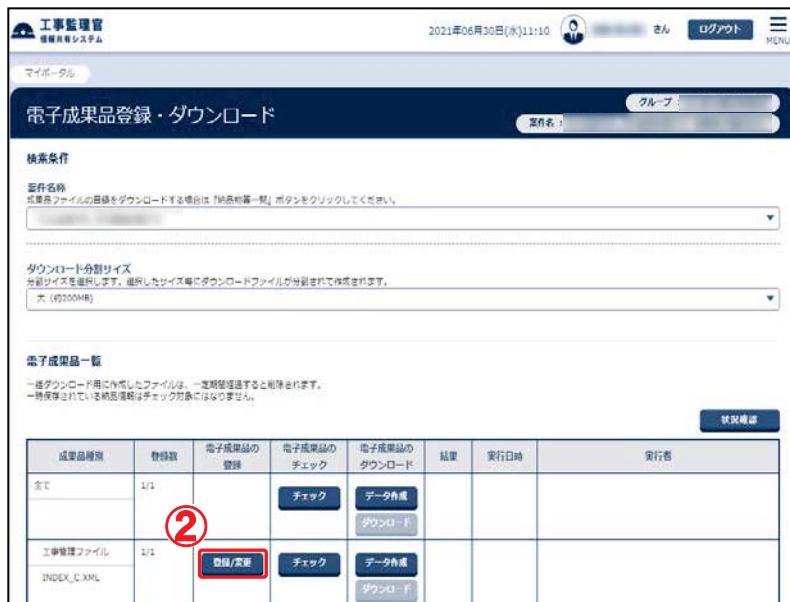 工事監理官
情報共有システム
2021年06月30日(水)11:10
さん
ログアウト
MENU
マイポータル
電子成果品登録・ダウンロード
グループ：
案件名：
検索条件
案件名称
成果品ファイルの目録をダウンロードする場合は「納品物等一覧」ボタンをクリックしてください。
ダウンロード分割サイズ
分割サイズを選択します。選択したサイズ毎にダウンロードファイルが分割されて作成されます。
大 (約200MB)
電子成果品一覧
一括ダウンロード用に作成したファイルは、一定期間経過すると削除されます。
一時保存されている納品情報はチェック対象にはなりません。
状況確認
成果品種別 登録数 電子成果品の登録 電子成果品のチェック 電子成果品のダウンロード 結果 実行日時 実行者
全て 1/1 チェック データ作成
ダウンロード
②
工事管理ファイル 1/1 登録/変更 チェック データ作成
INDEX_C.XML ダウンロード